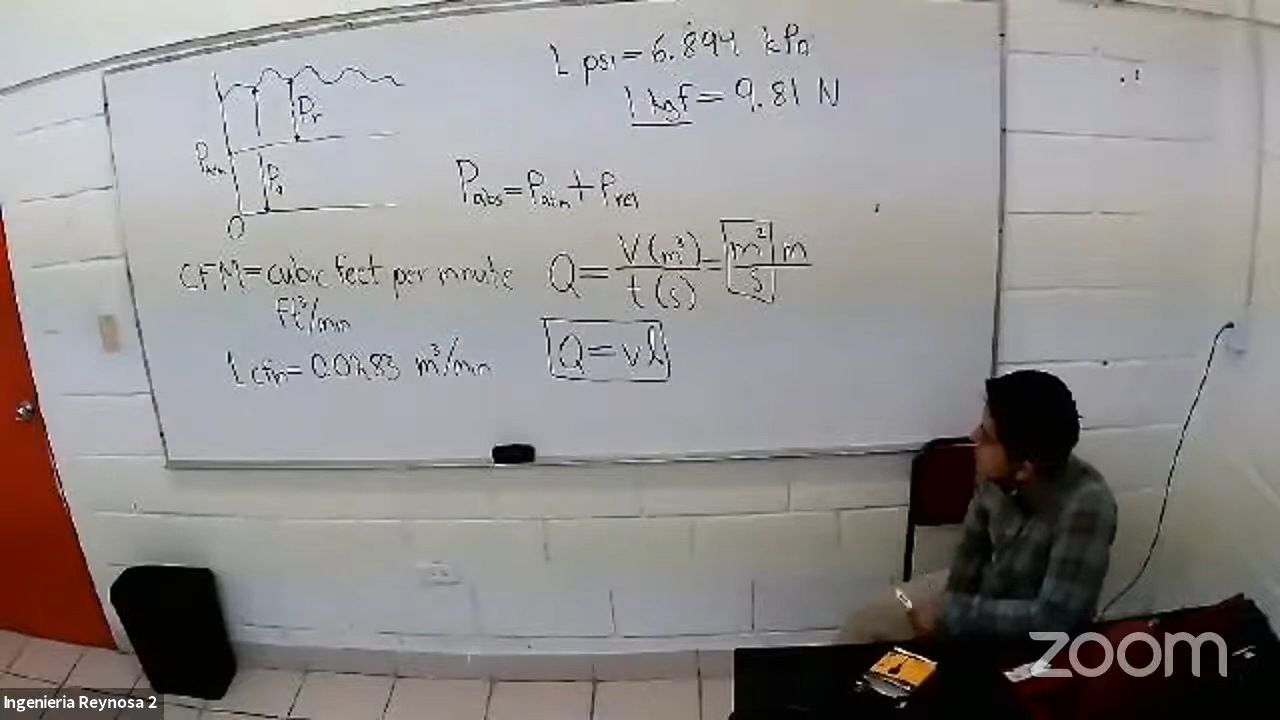 1 psi = 6.894 kPa
1 kgf = 9.81 N
Pr
Patm
Pa
0
Pabs = Patm + Prel
CFM = cubic feet per minute
ft³/min
1 cfm = 0.0283 m³/min
Q = V(m³)/t(s) = m² m/s
Q = vA
zoom
Ingenieria Reynosa 2